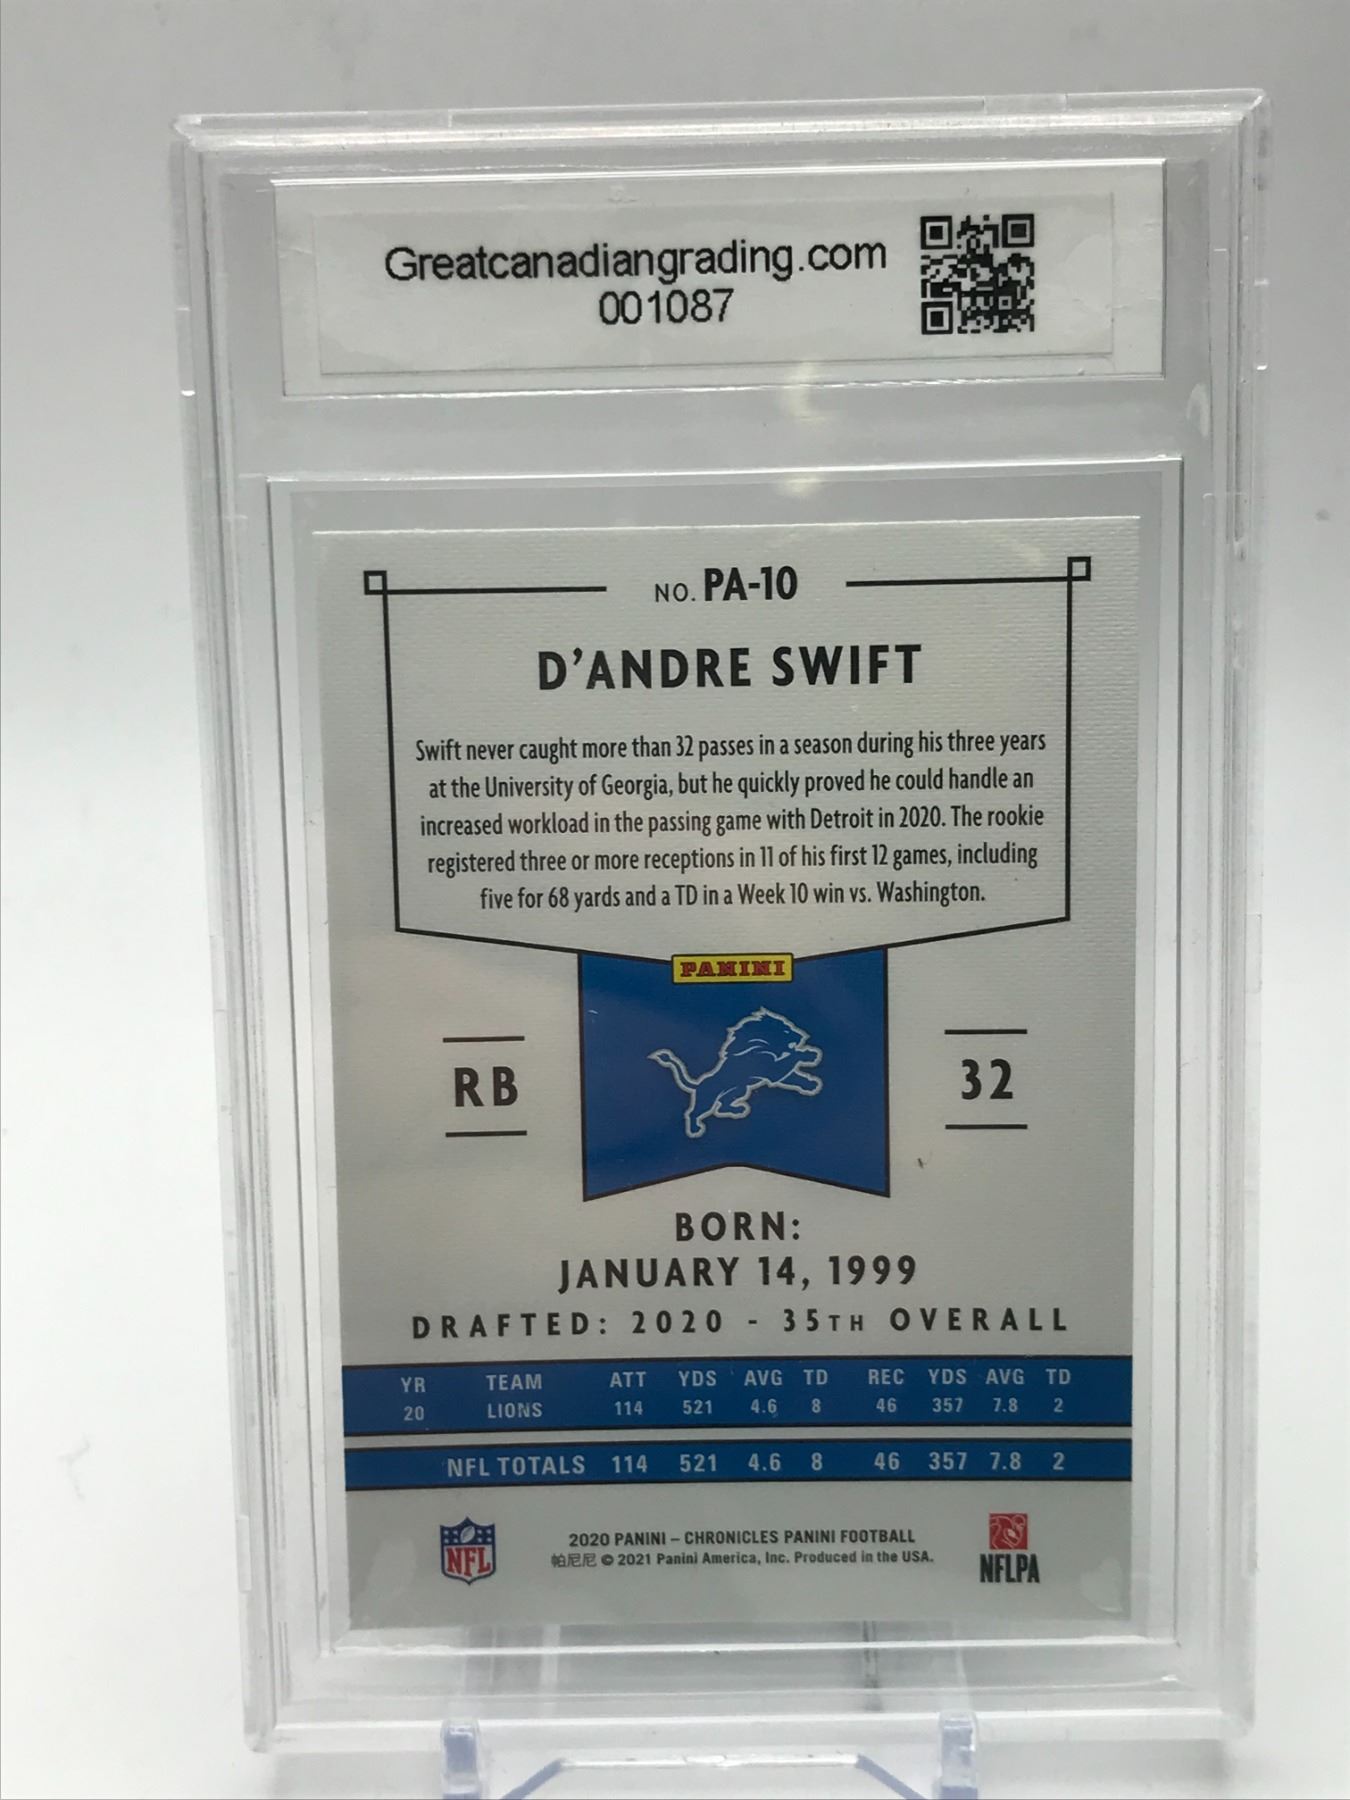 Greatcanadiangrading.com
001087
NO. PA-10
D'ANDRE SWIFT
Swift never caught more than 32 passes in a season during his three years
at the University of Georgia, but he quickly proved he could handle an
increased workload in the passing game with Detroit in 2020. The rookie
registered three or more receptions in 11 of his first 12 games, including
five for 68 yards and a TD in a Week 10 win vs. Washington.
PANINI
RB
32
BORN:
JANUARY 14, 1999
DRAFTED: 2020 - 35TH OVERALL
YR TEAM ATT YDS AVG TD REC YDS AVG TD
20 LIONS 114 521 4.6 8 46 357 7.8 2
NFL TOTALS 114 521 4.6 8 46 357 7.8 2
NFL
2020 PANINI – CHRONICLES PANINI FOOTBALL
帕尼尼 © 2021 Panini America, Inc. Produced in the USA.
NFLPA